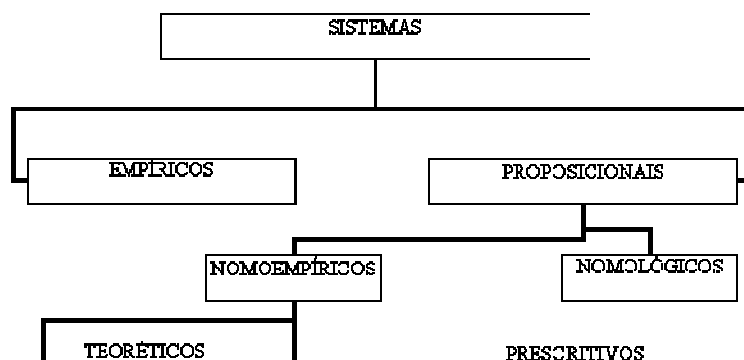 SISTEMAS
EMPÍRICOS
PROPOSICIONAIS
NOMOEMPÍRICOS
NOMOLÓGICOS
TEORÉTICOS
PRESCRITIVOS